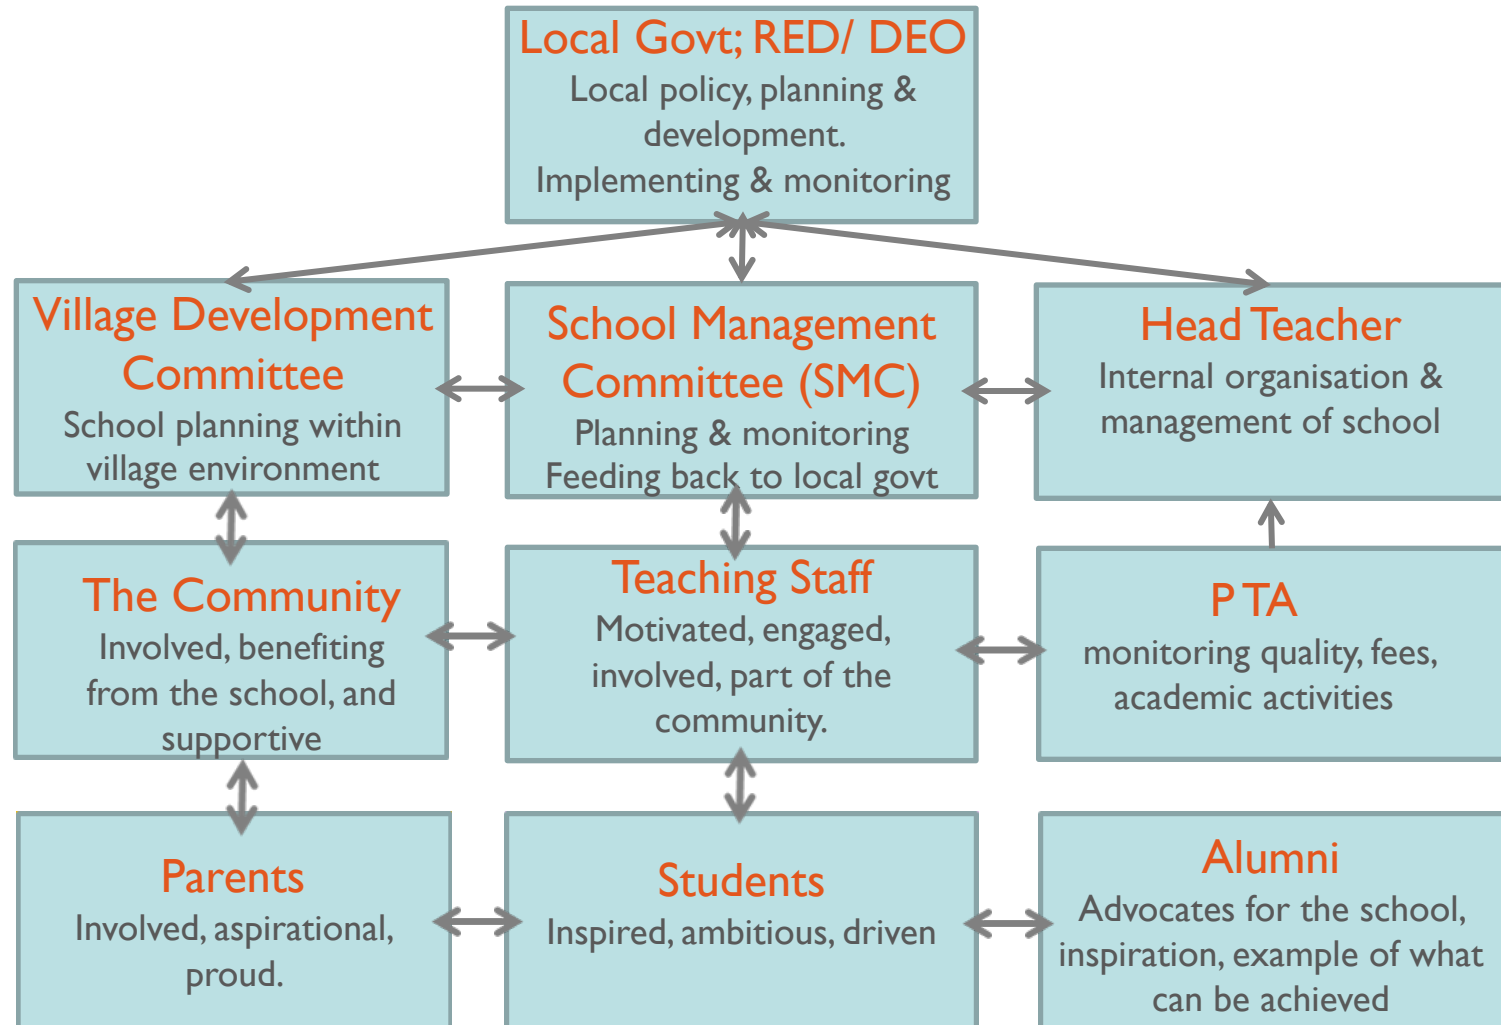 Local Govt; RED/ DEO
Local policy, planning &
development.
Implementing & monitoring
Village Development
Committee
School planning within
village environment
School Management
Committee (SMC)
Planning & monitoring
Feeding back to local govt
Head Teacher
Internal organisation &
management of school
The Community
Involved, benefiting
from the school, and
supportive
Teaching Staff
Motivated, engaged,
involved, part of the
community.
PTA
monitoring quality, fees,
academic activities
Parents
Involved, aspirational,
proud.
Students
Inspired, ambitious, driven
Alumni
Advocates for the school,
inspiration, example of what
can be achieved